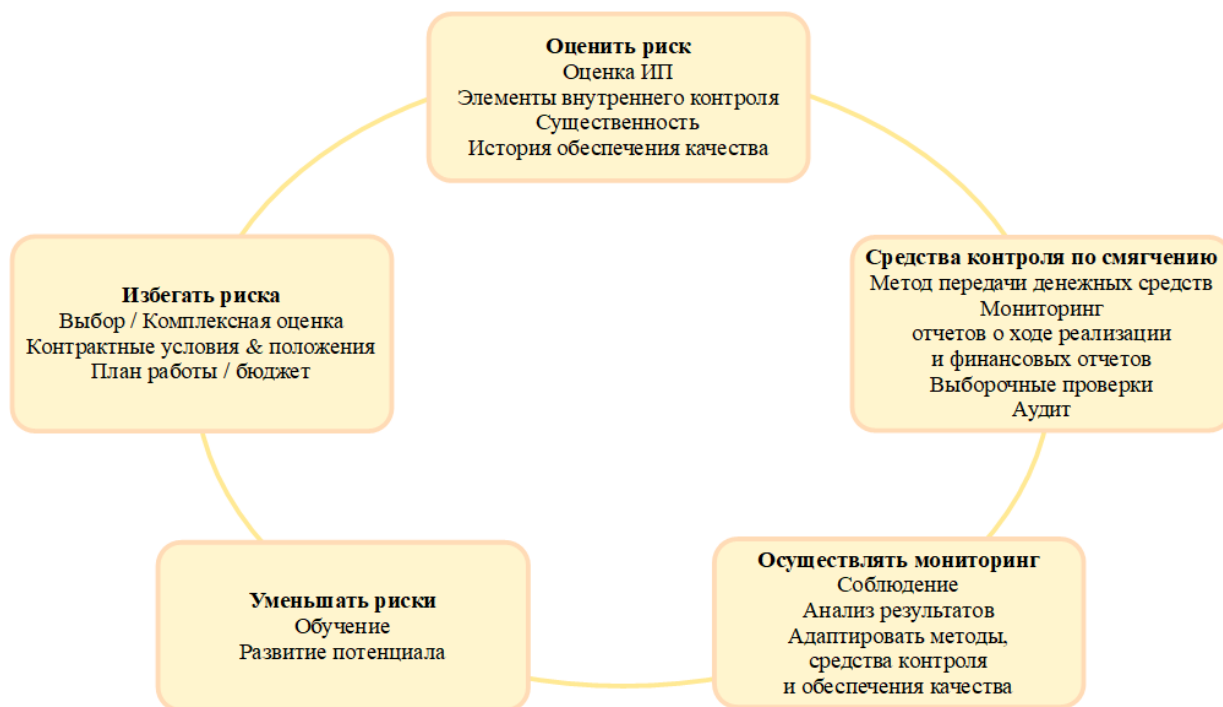 Оценить риск
Оценка ИП
Элементы внутреннего контроля
Существенность
История обеспечения качества
Средства контроля по смягчению
Метод передачи денежных средств
Мониторинг
отчетов о ходе реализации
и финансовых отчетов
Выборочные проверки
Аудит
Осуществлять мониторинг
Соблюдение
Анализ результатов
Адаптировать методы,
средства контроля
и обеспечения качества
Уменьшать риски
Обучение
Развитие потенциала
Избегать риска
Выбор / Комплексная оценка
Контрактные условия & положения
План работы / бюджет